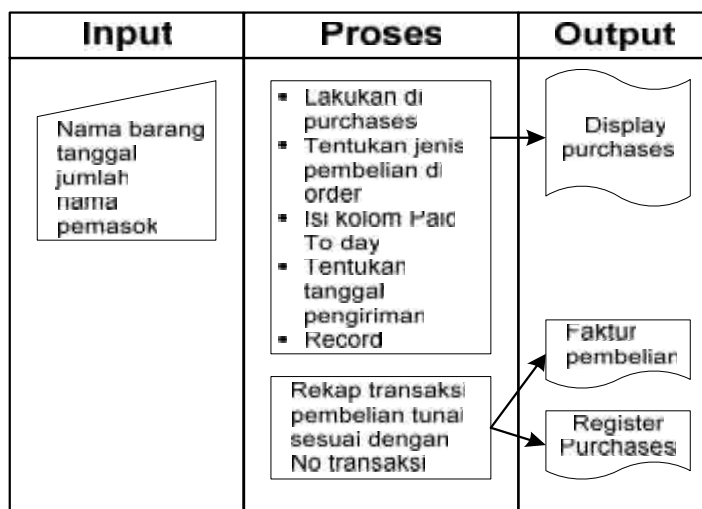 Input
Proses
Output
Nama barang
tanggal
jumlah
nama
pemasok
▪ Lakukan di
purchases
▪ Tentukan jenis
pembelian di
order
▪ Isi kolom Paid
To day
▪ Tentukan
tanggal
pengiriman
▪ Record
Display
purchases
Rekap transaksi
pembelian tunai
sesuai dengan
No transaksi
Faktur
pembelian
Register
Purchases